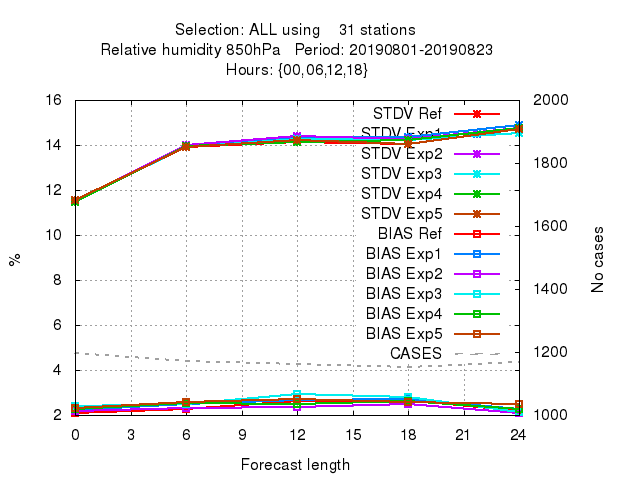 Selection: ALL using 31 stations
Relative humidity 850hPa Period: 20190801-20190823
Hours: {00,06,12,18}
16
14
12
10
8
6
4
2
%
2000
1800
1600
1400
1200
1000
No cases
STDV Ref
STDV Exp1
STDV Exp2
STDV Exp3
STDV Exp4
STDV Exp5
BIAS Ref
BIAS Exp1
BIAS Exp2
BIAS Exp3
BIAS Exp4
BIAS Exp5
CASES
0 3 6 9 12 15 18 21 24
Forecast length